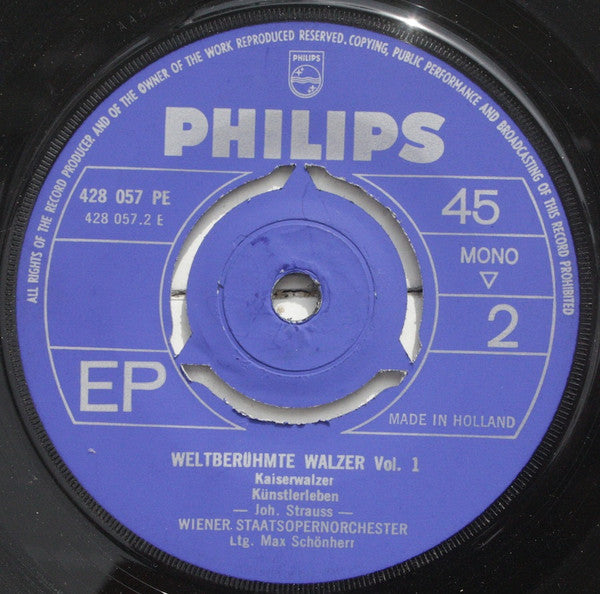 ALL RIGHTS OF THE RECORD PRODUCER AND OF THE OWNER OF THE WORK REPRODUCED RESERVED. COPYING, PUBLIC PERFORMANCE AND BROADCASTING OF THIS RECORD PROHIBITED
PHILIPS
PHILIPS
428 057 PE
428 057.2 E
45
MONO
2
EP
MADE IN HOLLAND
WELTBERÜHMTE WALZER Vol. 1
Kaiserwalzer
Künstlerleben
– Joh. Strauss –
WIENER STAATSOPERNORCHESTER
Ltg. Max Schönherr